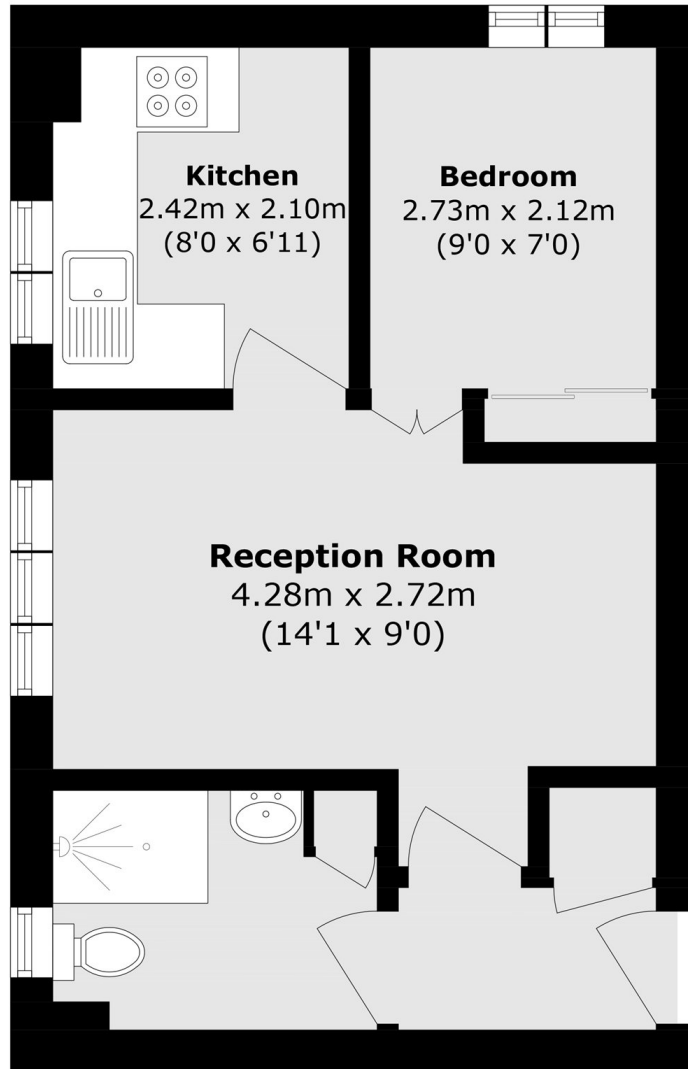 Kitchen
2.42m x 2.10m
(8'0 x 6'11)
Bedroom
2.73m x 2.12m
(9'0 x 7'0)
Reception Room
4.28m x 2.72m
(14'1 x 9'0)